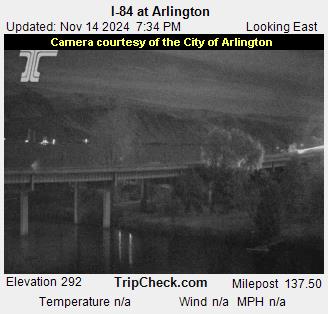 I-84 at Arlington
Updated: Nov 14 2024 7:34 PM Looking East
Camera courtesy of the City of Arlington
Elevation 292 TripCheck.com Milepost 137.50
Temperature n/a Wind n/a MPH n/a